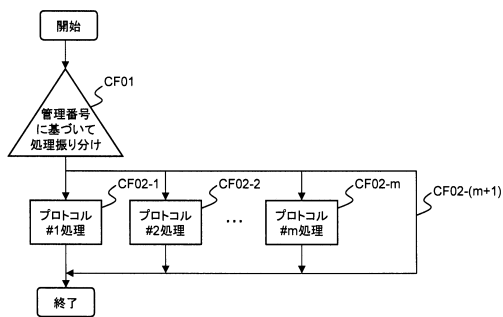 開始
CF01
管理番号
に基づいて
処理振り分け
CF02-1
CF02-2
CF02-m
CF02-(m+1)
プロトコル
#1処理
プロトコル
#2処理
…
プロトコル
#m処理
終了